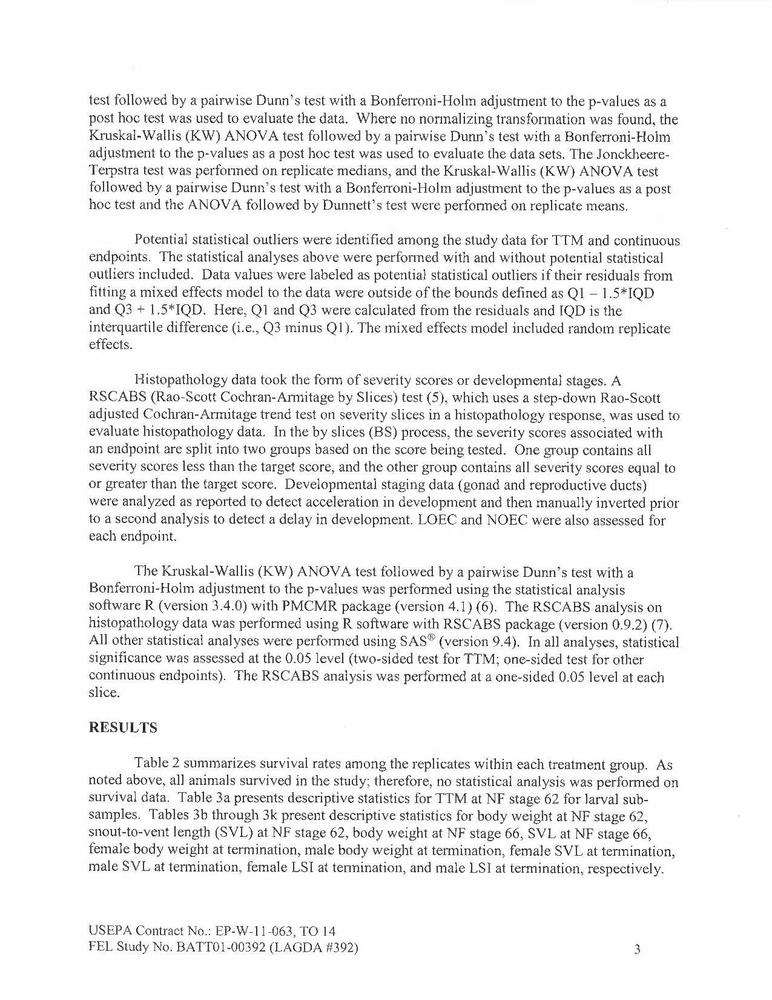 test followed by a pairwise Dunn's test with a Bonferroni-Holm adjustment to the p-values as a
post hoc test was used to evaluate the data. Where no normalizing transformation was found, the
Kruskal-Wallis (KW) ANOVA test followed by a pairwise Dunn's test with a Bonferroni-Holm
adjustment to the p-values as a post hoc test was used to evaluate the data sets. The Jonckheere-
Terpstra test was performed on replicate medians, and the Kruskal-Wallis (KW) ANOVA test
followed by a pairwise Dunn's test with a Bonferroni-Holm adjustment to the p-values as a post
hoc test and the ANOVA followed by Dunnett's test were performed on replicate means.
Potential statistical outliers were identified among the study data for TTM and continuous
endpoints. The statistical analyses above were performed with and without potential statistical
outliers included. Data values were labeled as potential statistical outliers if their residuals from
fitting a mixed effects model to the data were outside of the bounds defined as Q1 – 1.5*IQD
and Q3 + 1.5*IQD. Here, Q1 and Q3 were calculated from the residuals and IQD is the
interquartile difference (i.e., Q3 minus Q1). The mixed effects model included random replicate
effects.
Histopathology data took the form of severity scores or developmental stages. A
RSCABS (Rao-Scott Cochran-Armitage by Slices) test (5), which uses a step-down Rao-Scott
adjusted Cochran-Armitage trend test on severity slices in a histopathology response, was used to
evaluate histopathology data. In the by slices (BS) process, the severity scores associated with
an endpoint are split into two groups based on the score being tested. One group contains all
severity scores less than the target score, and the other group contains all severity scores equal to
or greater than the target score. Developmental staging data (gonad and reproductive ducts)
were analyzed as reported to detect acceleration in development and then manually inverted prior
to a second analysis to detect a delay in development. LOEC and NOEC were also assessed for
each endpoint.
The Kruskal-Wallis (KW) ANOVA test followed by a pairwise Dunn's test with a
Bonferroni-Holm adjustment to the p-values was performed using the statistical analysis
software R (version 3.4.0) with PMCMR package (version 4.1) (6). The RSCABS analysis on
histopathology data was performed using R software with RSCABS package (version 0.9.2) (7).
All other statistical analyses were performed using SAS® (version 9.4). In all analyses, statistical
significance was assessed at the 0.05 level (two-sided test for TTM; one-sided test for other
continuous endpoints). The RSCABS analysis was performed at a one-sided 0.05 level at each
slice.
RESULTS
Table 2 summarizes survival rates among the replicates within each treatment group. As
noted above, all animals survived in the study; therefore, no statistical analysis was performed on
survival data. Table 3a presents descriptive statistics for TTM at NF stage 62 for larval sub-
samples. Tables 3b through 3k present descriptive statistics for body weight at NF stage 62,
snout-to-vent length (SVL) at NF stage 62, body weight at NF stage 66, SVL at NF stage 66,
female body weight at termination, male body weight at termination, female SVL at termination,
male SVL at termination, female LSI at termination, and male LSI at termination, respectively.
USEPA Contract No.: EP-W-11-063, TO 14
FEL Study No. BATT01-00392 (LAGDA #392)
3